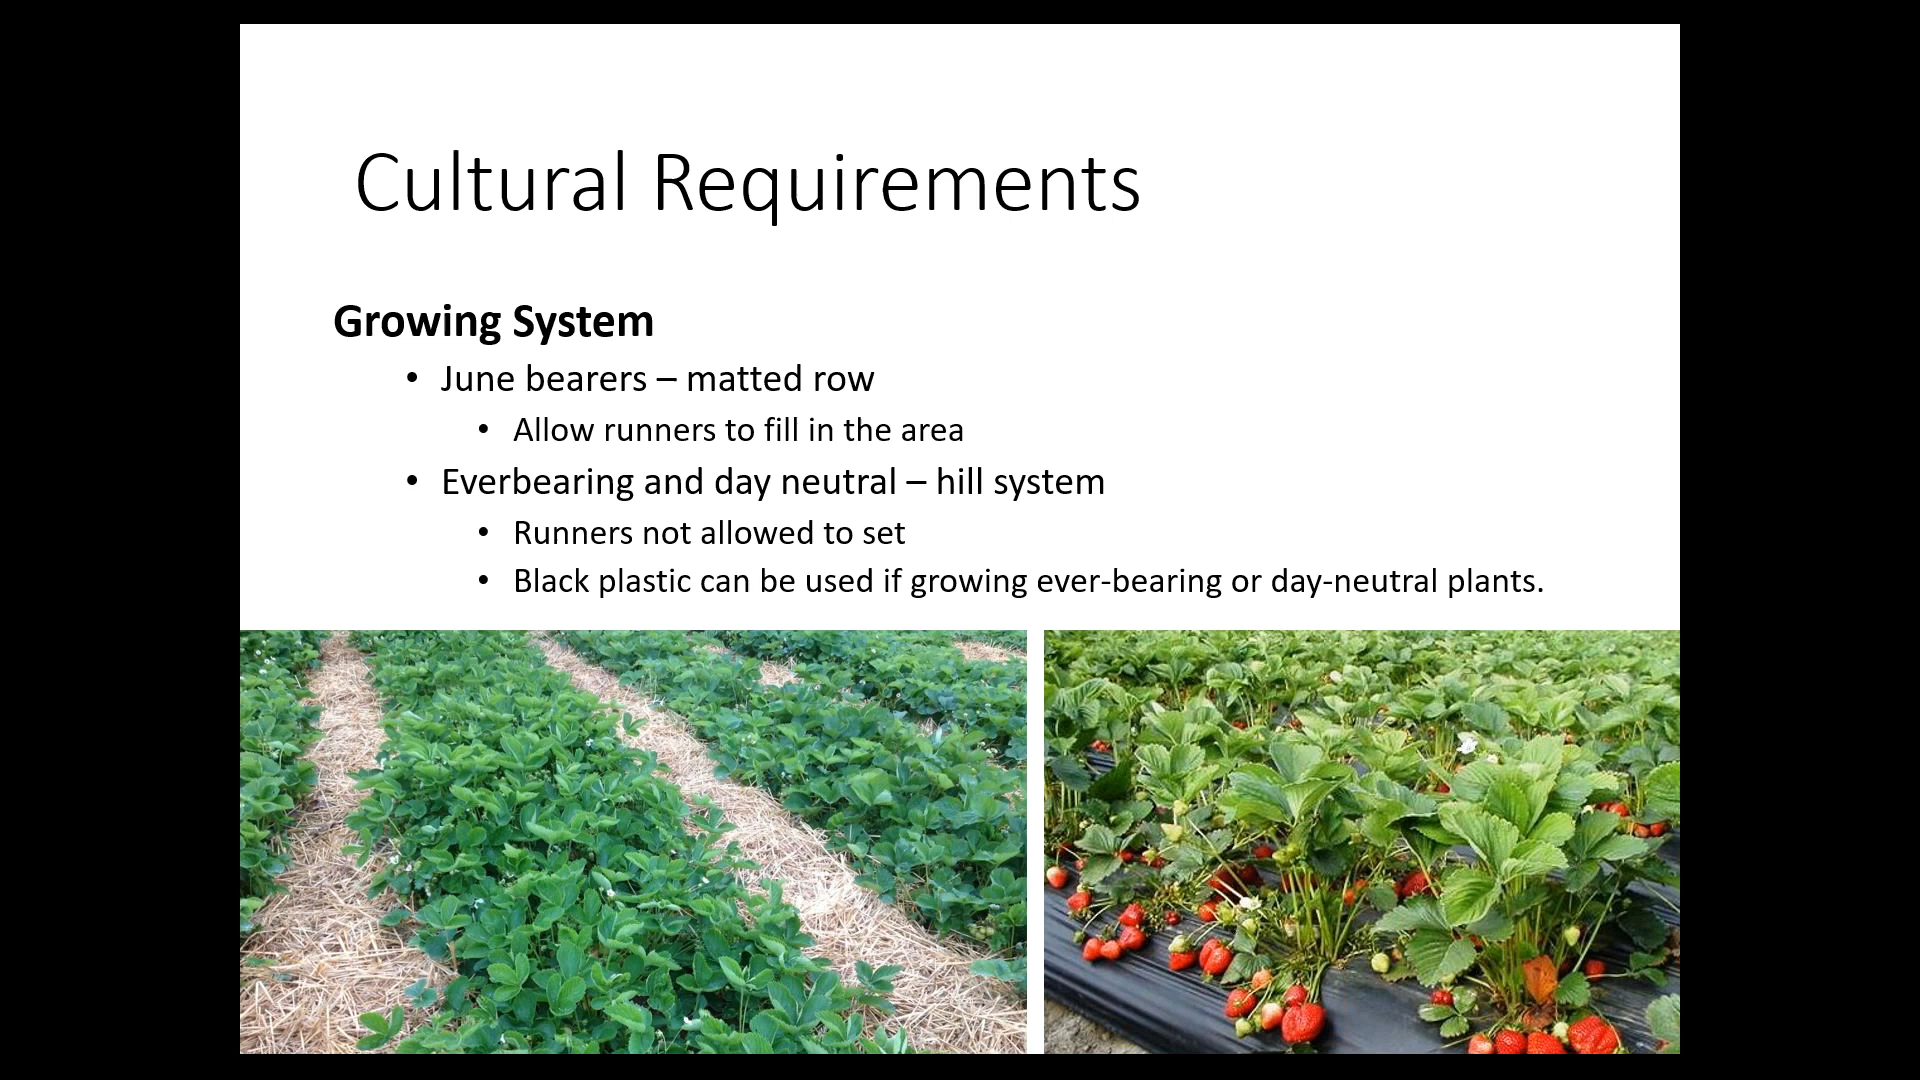 Cultural Requirements
Growing System
• June bearers – matted row
• Allow runners to fill in the area
• Everbearing and day neutral – hill system
• Runners not allowed to set
• Black plastic can be used if growing ever-bearing or day-neutral plants.